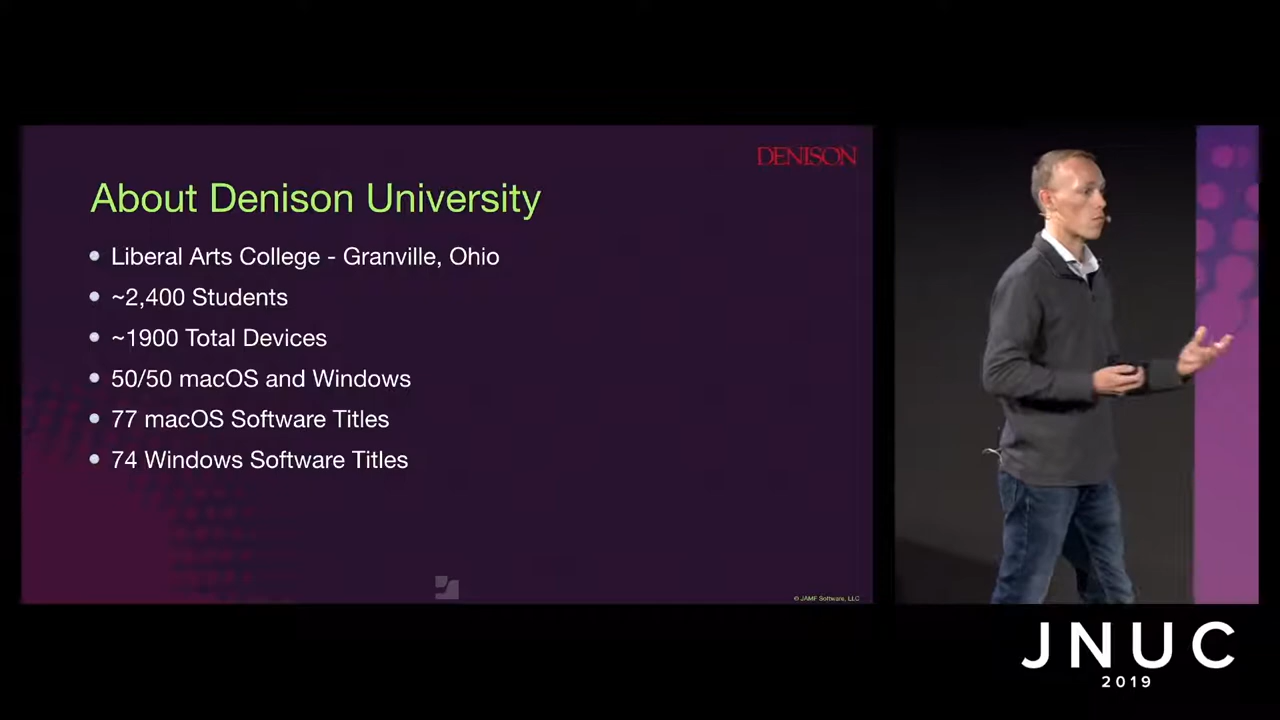 DENISON
About Denison University
Liberal Arts College - Granville, Ohio
~2,400 Students
~1900 Total Devices
50/50 macOS and Windows
77 macOS Software Titles
74 Windows Software Titles
© JAMF Software, LLC
JNUC
2019